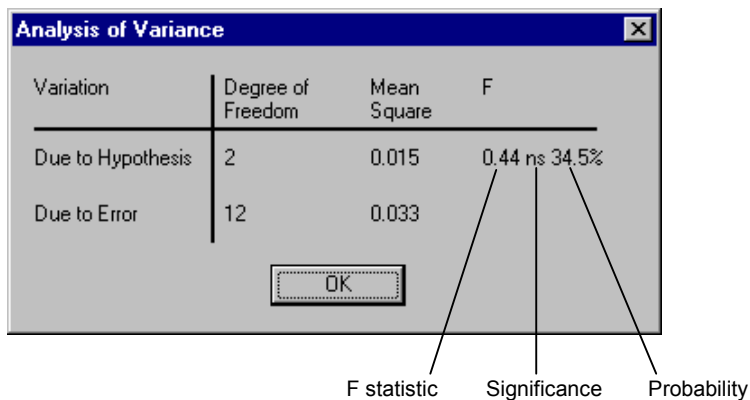 Analysis of Variance
Variation Degree of Freedom Mean Square F
Due to Hypothesis 2 0.015 0.44 ns 34.5%
Due to Error 12 0.033
OK
F statistic Significance Probability